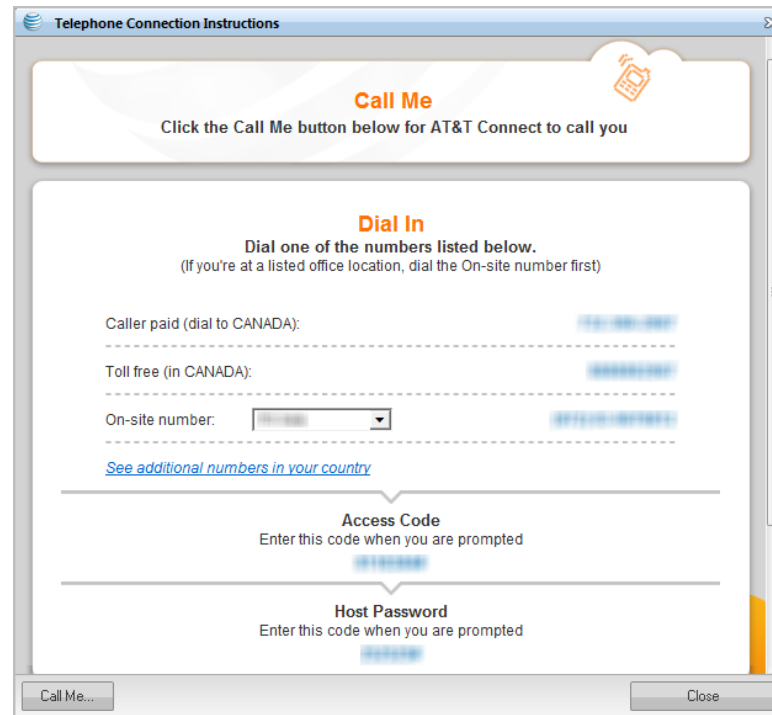 Telephone Connection Instructions
Call Me
Click the Call Me button below for AT&T Connect to call you
Dial In
Dial one of the numbers listed below.
(If you're at a listed office location, dial the On-site number first)
Caller paid (dial to CANADA):
Toll free (in CANADA):
On-site number:
See additional numbers in your country
Access Code
Enter this code when you are prompted
Host Password
Enter this code when you are prompted
Call Me...
Close